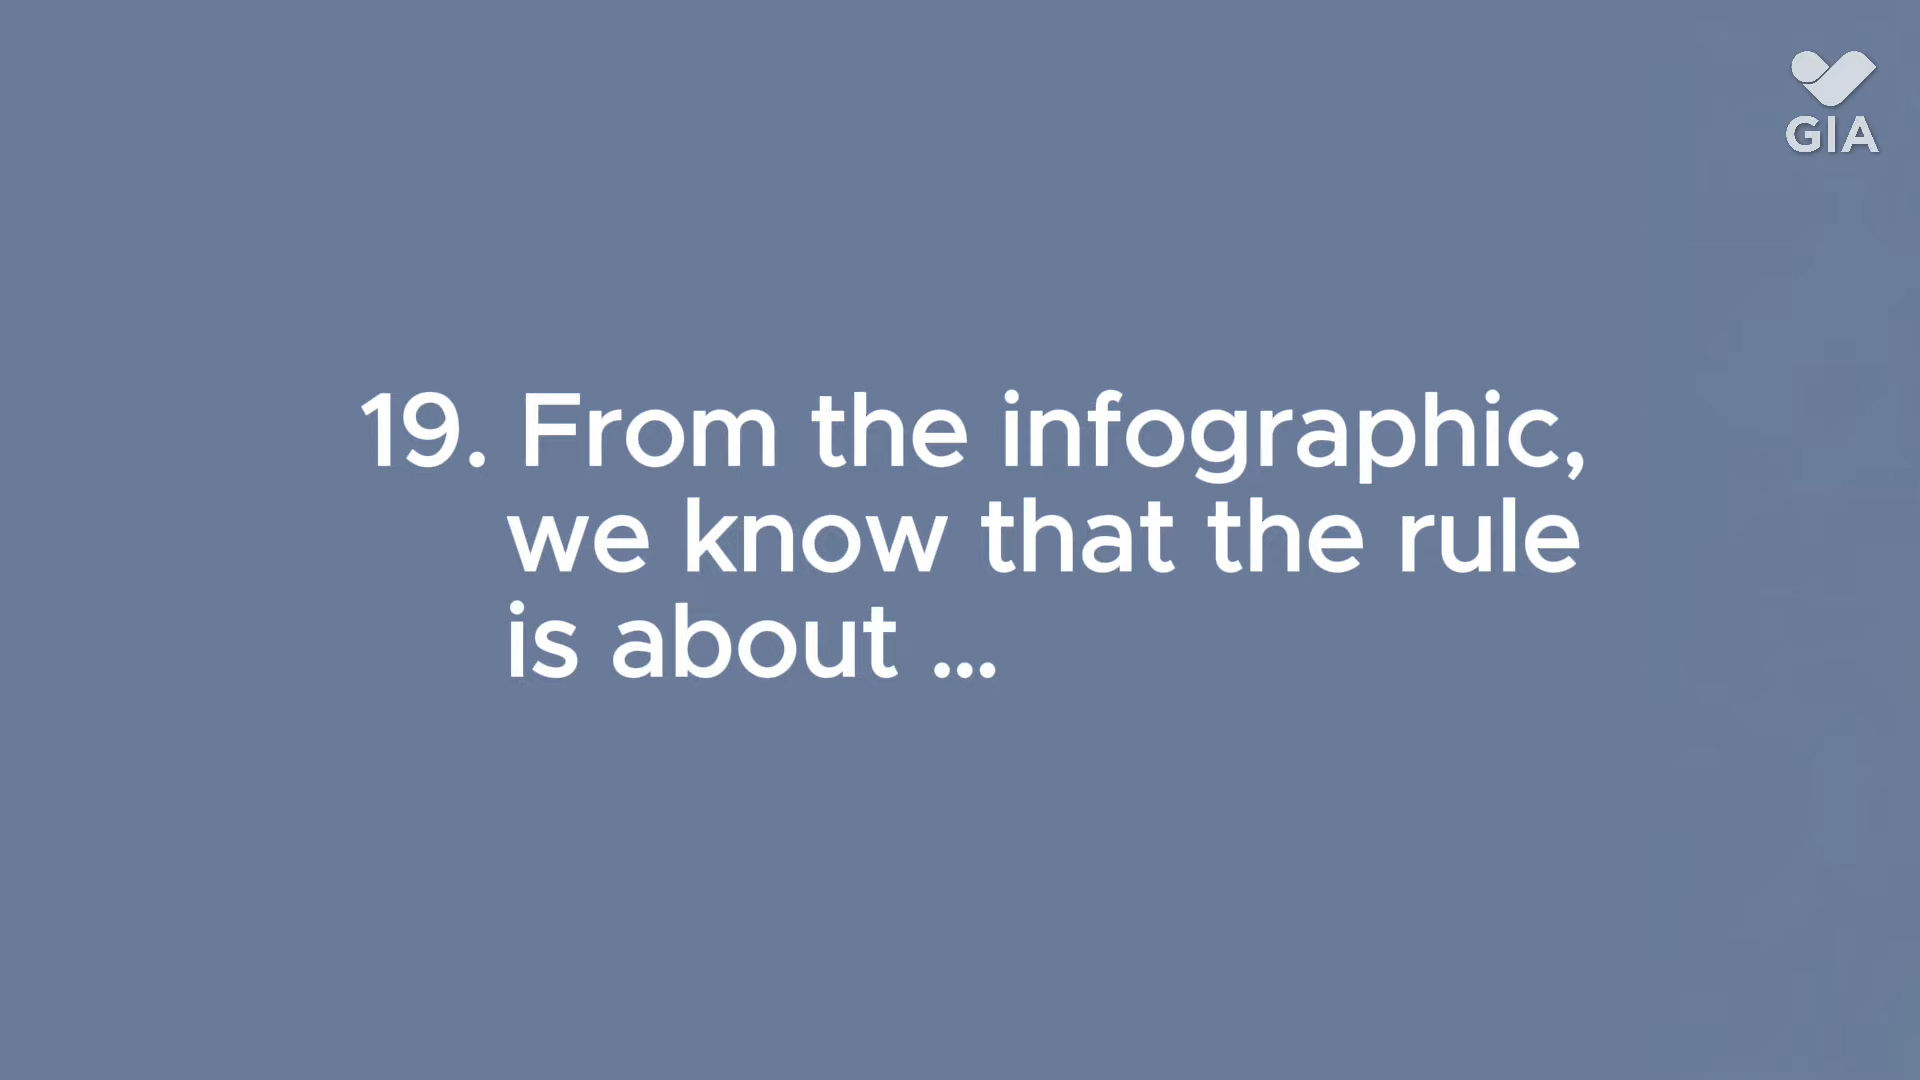 GIA
19. From the infographic,
we know that the rule
is about ...